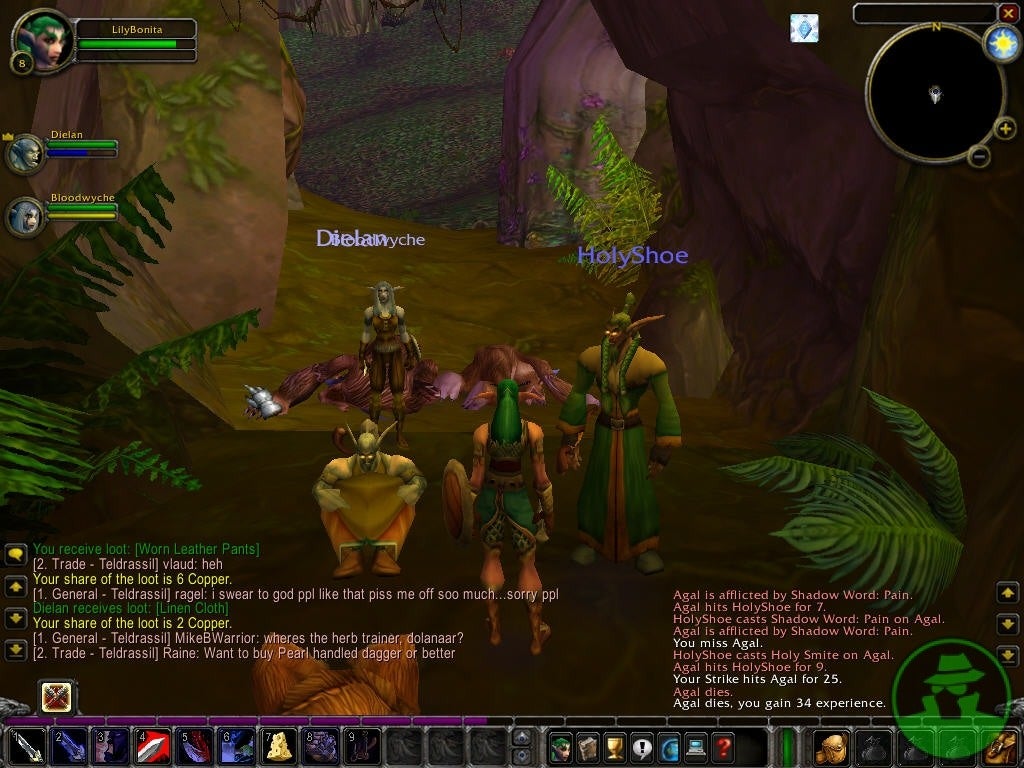 LilyBonita
8
N
Dielan
Bloodwyche
Dielan
Bloodwyche
HolyShoe
You receive loot: [Worn Leather Pants]
[2. Trade - Teldrassil] vlaud: heh
Your share of the loot is 6 Copper.
[1. General - Teldrassil] ragel: i swear to god ppl like that piss me off soo much...sorry ppl
Dielan receives loot: [Linen Cloth]
Your share of the loot is 2 Copper.
[1. General - Teldrassil] MikeBWarrior: wheres the herb trainer, dolanaar?
[2. Trade - Teldrassil] Raine: Want to buy Pearl handled dagger or better
Agal is afflicted by Shadow Word: Pain.
Agal hits HolyShoe for 7.
HolyShoe casts Shadow Word: Pain on Agal.
Agal is afflicted by Shadow Word: Pain.
You miss Agal.
HolyShoe casts Holy Smite on Agal.
Agal hits HolyShoe for 9.
Your Strike hits Agal for 25.
Agal dies.
Agal dies, you gain 34 experience.
1 2 3 4 5 6 7 8 9